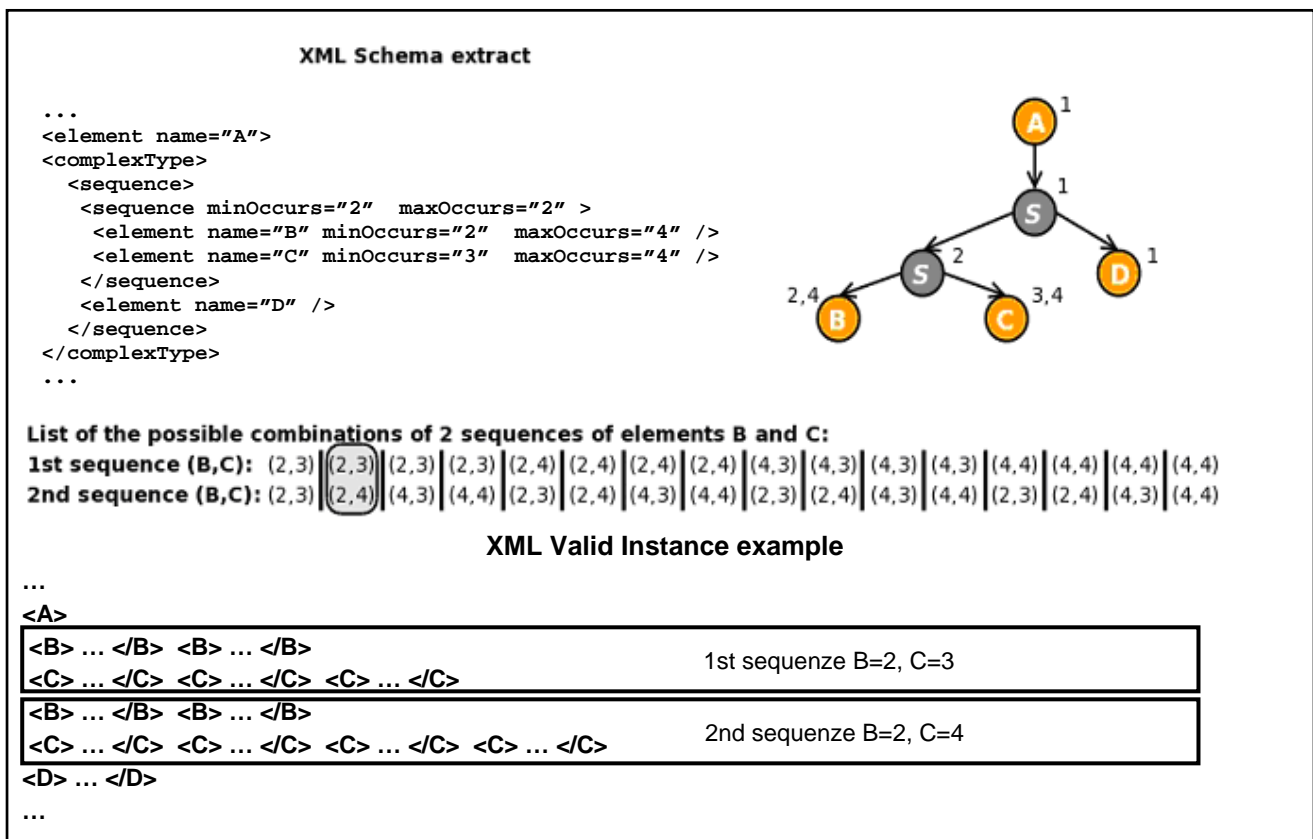 XML Schema extract
...
<element name="A">
<complexType>
<sequence>
<sequence minOccurs="2" maxOccurs="2" >
<element name="B" minOccurs="2" maxOccurs="4" />
<element name="C" minOccurs="3" maxOccurs="4" />
</sequence>
<element name="D" />
</sequence>
</complexType>
...
A 1
S 1
S 2
D 1
2,4 B
C 3,4
List of the possible combinations of 2 sequences of elements B and C:
1st sequence (B,C): (2,3) (2,3) (2,3) (2,3) (2,4) (2,4) (2,4) (2,4) (4,3) (4,3) (4,3) (4,3) (4,4) (4,4) (4,4) (4,4)
2nd sequence (B,C): (2,3) (2,4) (4,3) (4,4) (2,3) (2,4) (4,3) (4,4) (2,3) (2,4) (4,3) (4,4) (2,3) (2,4) (4,3) (4,4)
XML Valid Instance example
…
<A>
<B> … </B> <B> … </B>
<C> … </C> <C> … </C> <C> … </C>
1st sequenze B=2, C=3
<B> … </B> <B> … </B>
<C> … </C> <C> … </C> <C> … </C> <C> … </C>
2nd sequenze B=2, C=4
<D> … </D>
…